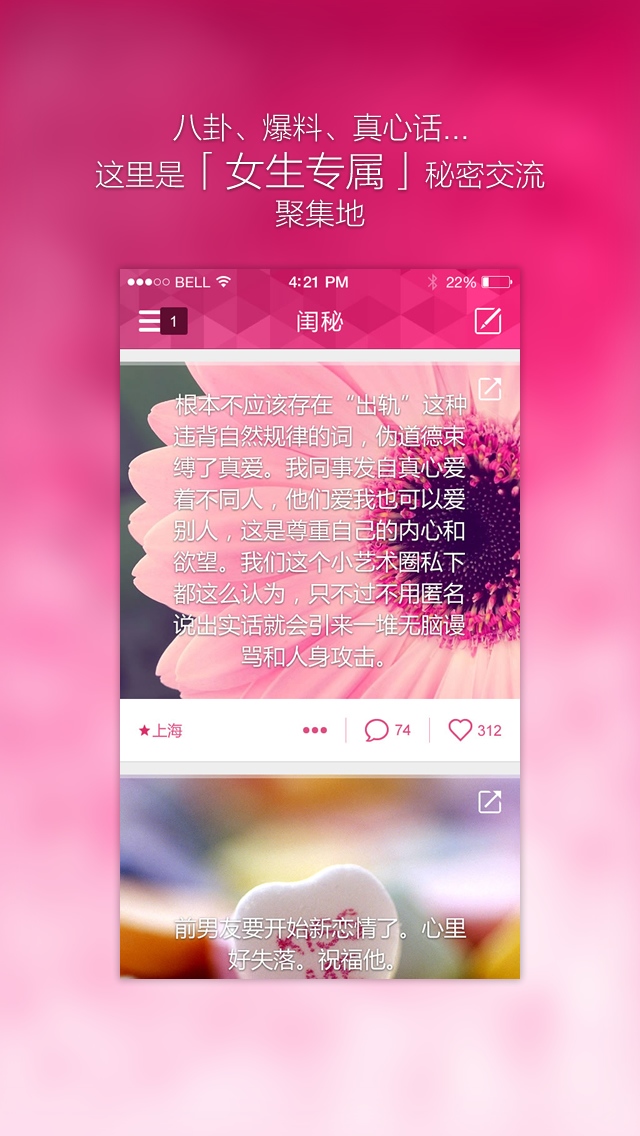 八卦、爆料、真心话...
这里是「女生专属」秘密交流
聚集地
BELL 4:21 PM 22%
1 闺秘
根本不应该存在“出轨”这种
违背自然规律的词，伪道德束
缚了真爱。我同事发自真心爱
着不同人，他们爱我也可以爱
别人，这是尊重自己的内心和
欲望。我们这个小艺术圈私下
都这么认为，只不过不用匿名
说出实话就会引来一堆无脑谩
骂和人身攻击。
上海 74 312
前男友要开始新恋情了。心里
好失落。祝福他。